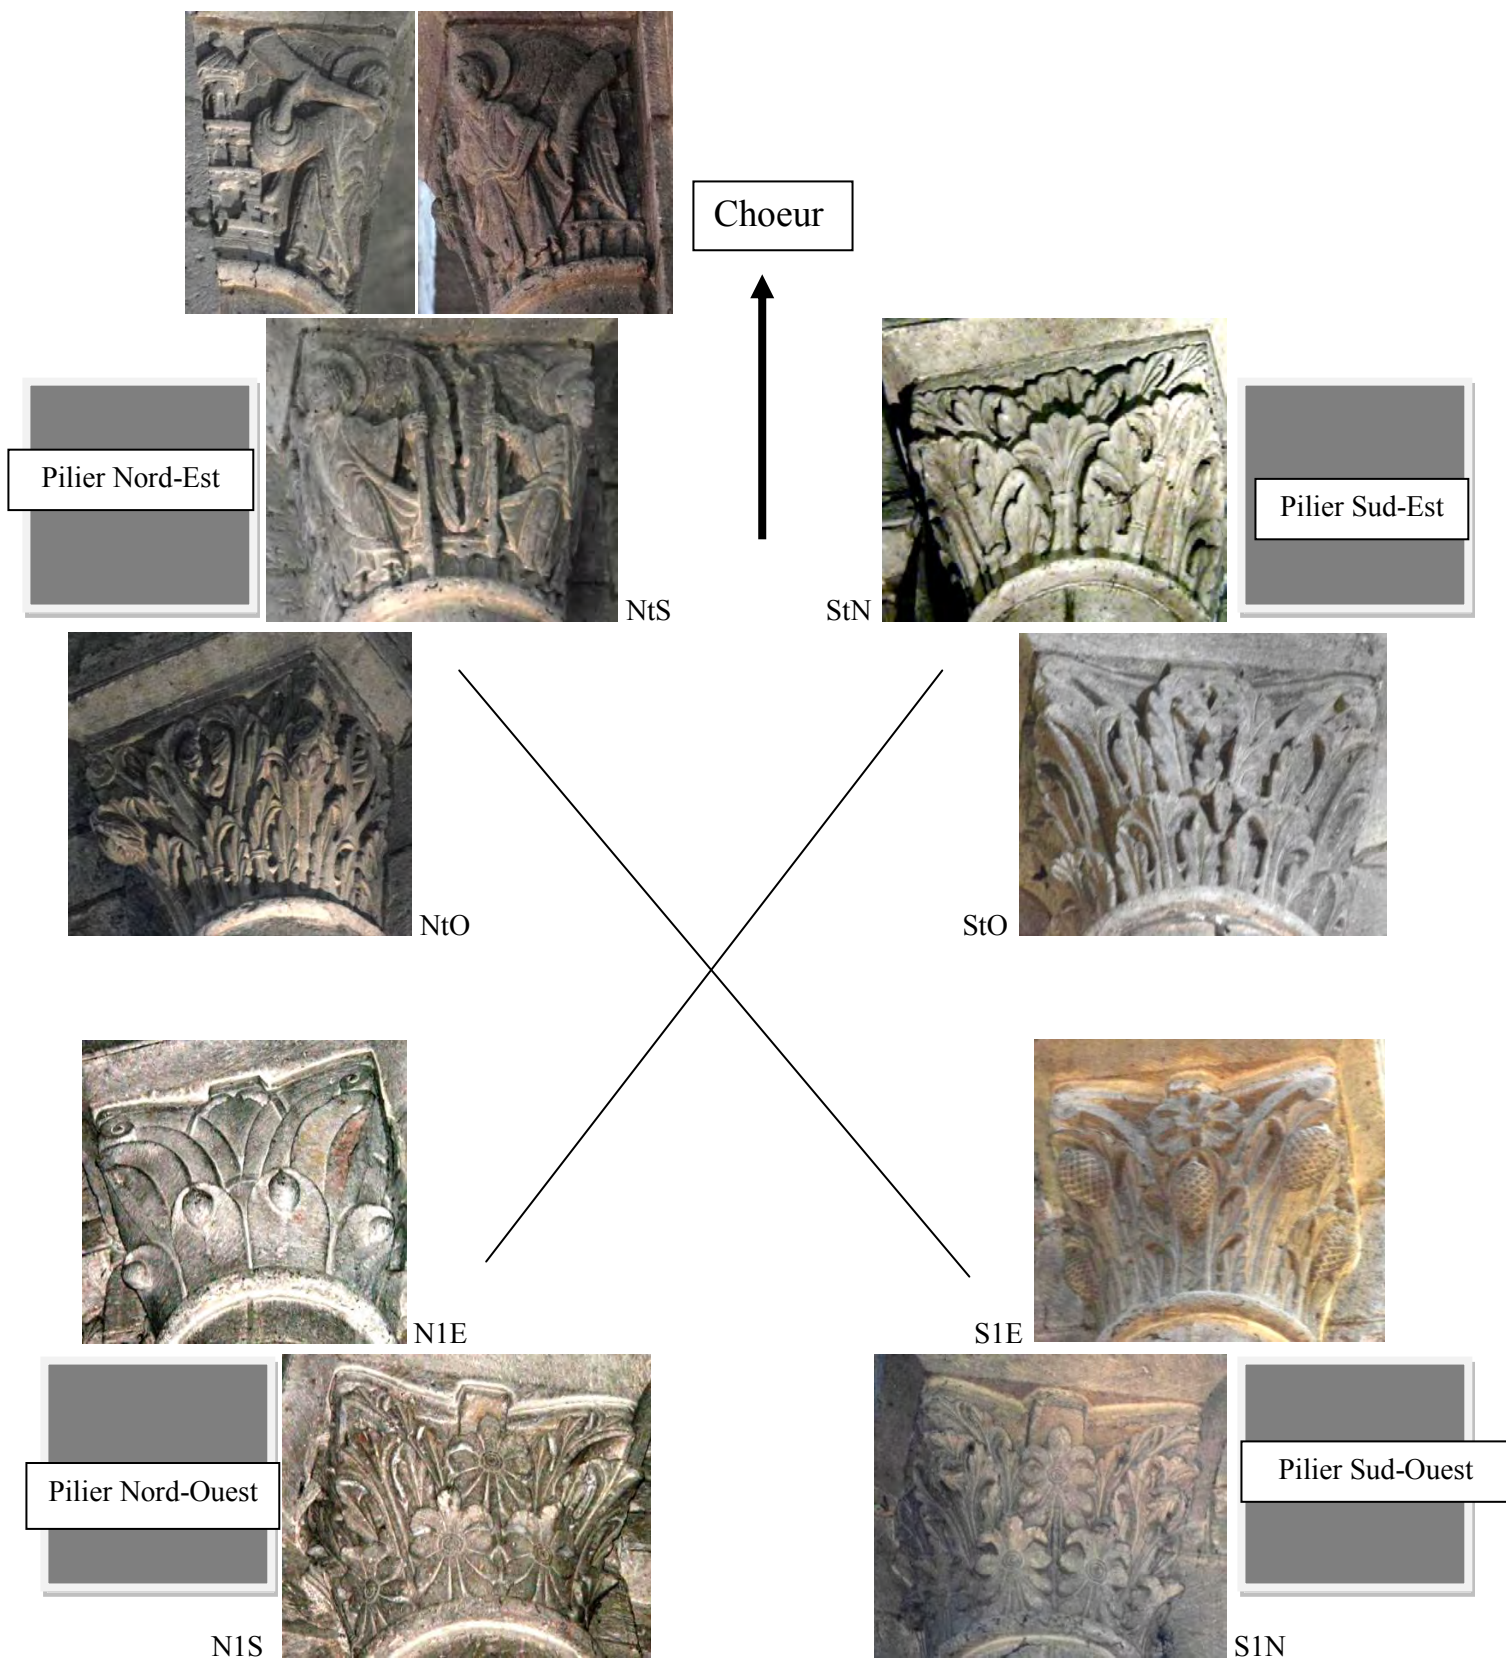 Choeur
Pilier Nord-Est
Pilier Sud-Est
NtS
StN
NtO
StO
N1E
S1E
Pilier Nord-Ouest
Pilier Sud-Ouest
N1S
S1N